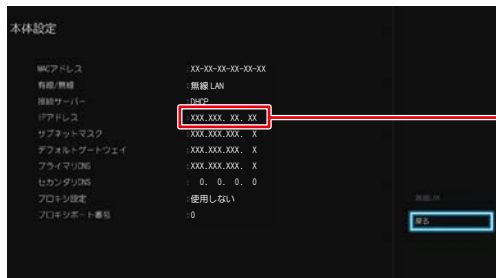 本体設定
MACアドレス :XX-XX-XX-XX-XX-XX
有線/無線 :無線 LAN
接続サーバー :DHCP
IPアドレス :XXX.XXX. XX. XX
サブネットマスク :XXX.XXX.XXX. X
デフォルトゲートウェイ :XXX.XXX.XXX. X
プライマリDNS :XXX.XXX.XXX. X
セカンダリDNS : 0. 0. 0. 0
プロキシ設定 :使用しない
プロキシポート番号 :0
戻る